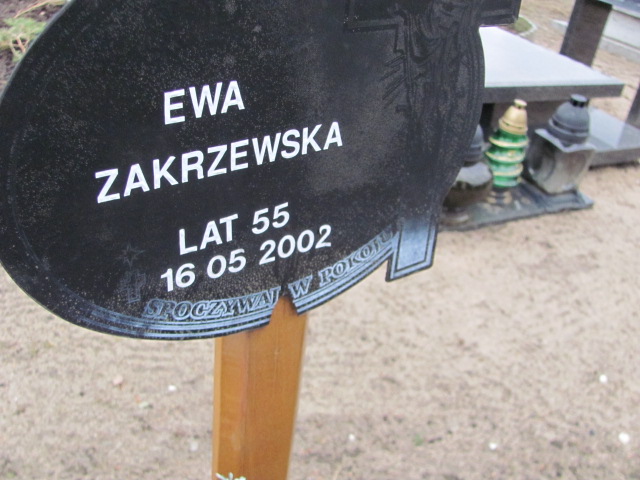 EWA
ZAKRZEWSKA
LAT 55
16 05 2002
SPOCZYWAJ W POKOJU